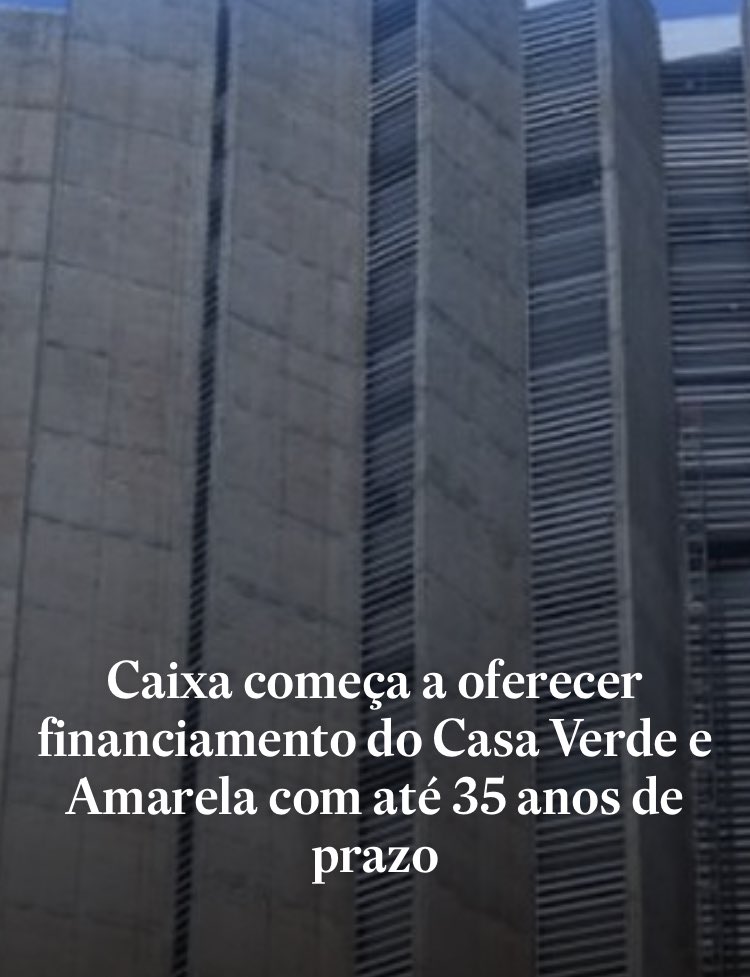 Caixa começa a oferecer
financiamento do Casa Verde e
Amarela com até 35 anos de
prazo